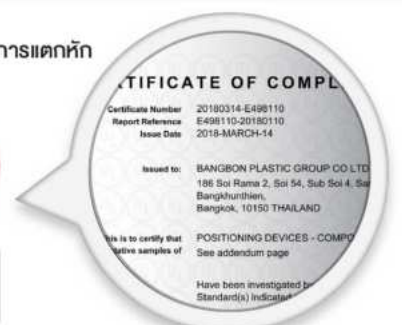 การแตกหัก
TIFICATE OF COMPL
Certificate Number 20180314-E498110
Report Reference E498110-20180110
Issue Date 2018-MARCH-14
Issued to: BANGBON PLASTIC GROUP CO LTD
186 Soi Rama 2, Soi 54, Sub Soi 4,
Bangkhunthien,
Bangkok, 10150 THAILAND
is is to certify that POSITIONING DEVICES - COMPO
tative samples of See addendum page
Have been investigated by
Standard(s) indicated